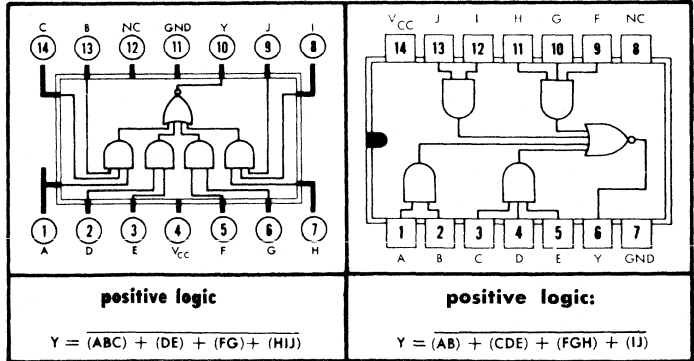 C B NC GND Y J I
14 13 12 11 10 9 8
1 2 3 4 5 6 7
A D E VCC F G H
positive logic
Y = (ABC) + (DE) + (FG) + (HIJ)
VCC J I H G F NC
14 13 12 11 10 9 8
1 2 3 4 5 6 7
A B C D E Y GND
positive logic:
Y = (AB) + (CDE) + (FGH) + (IJ)